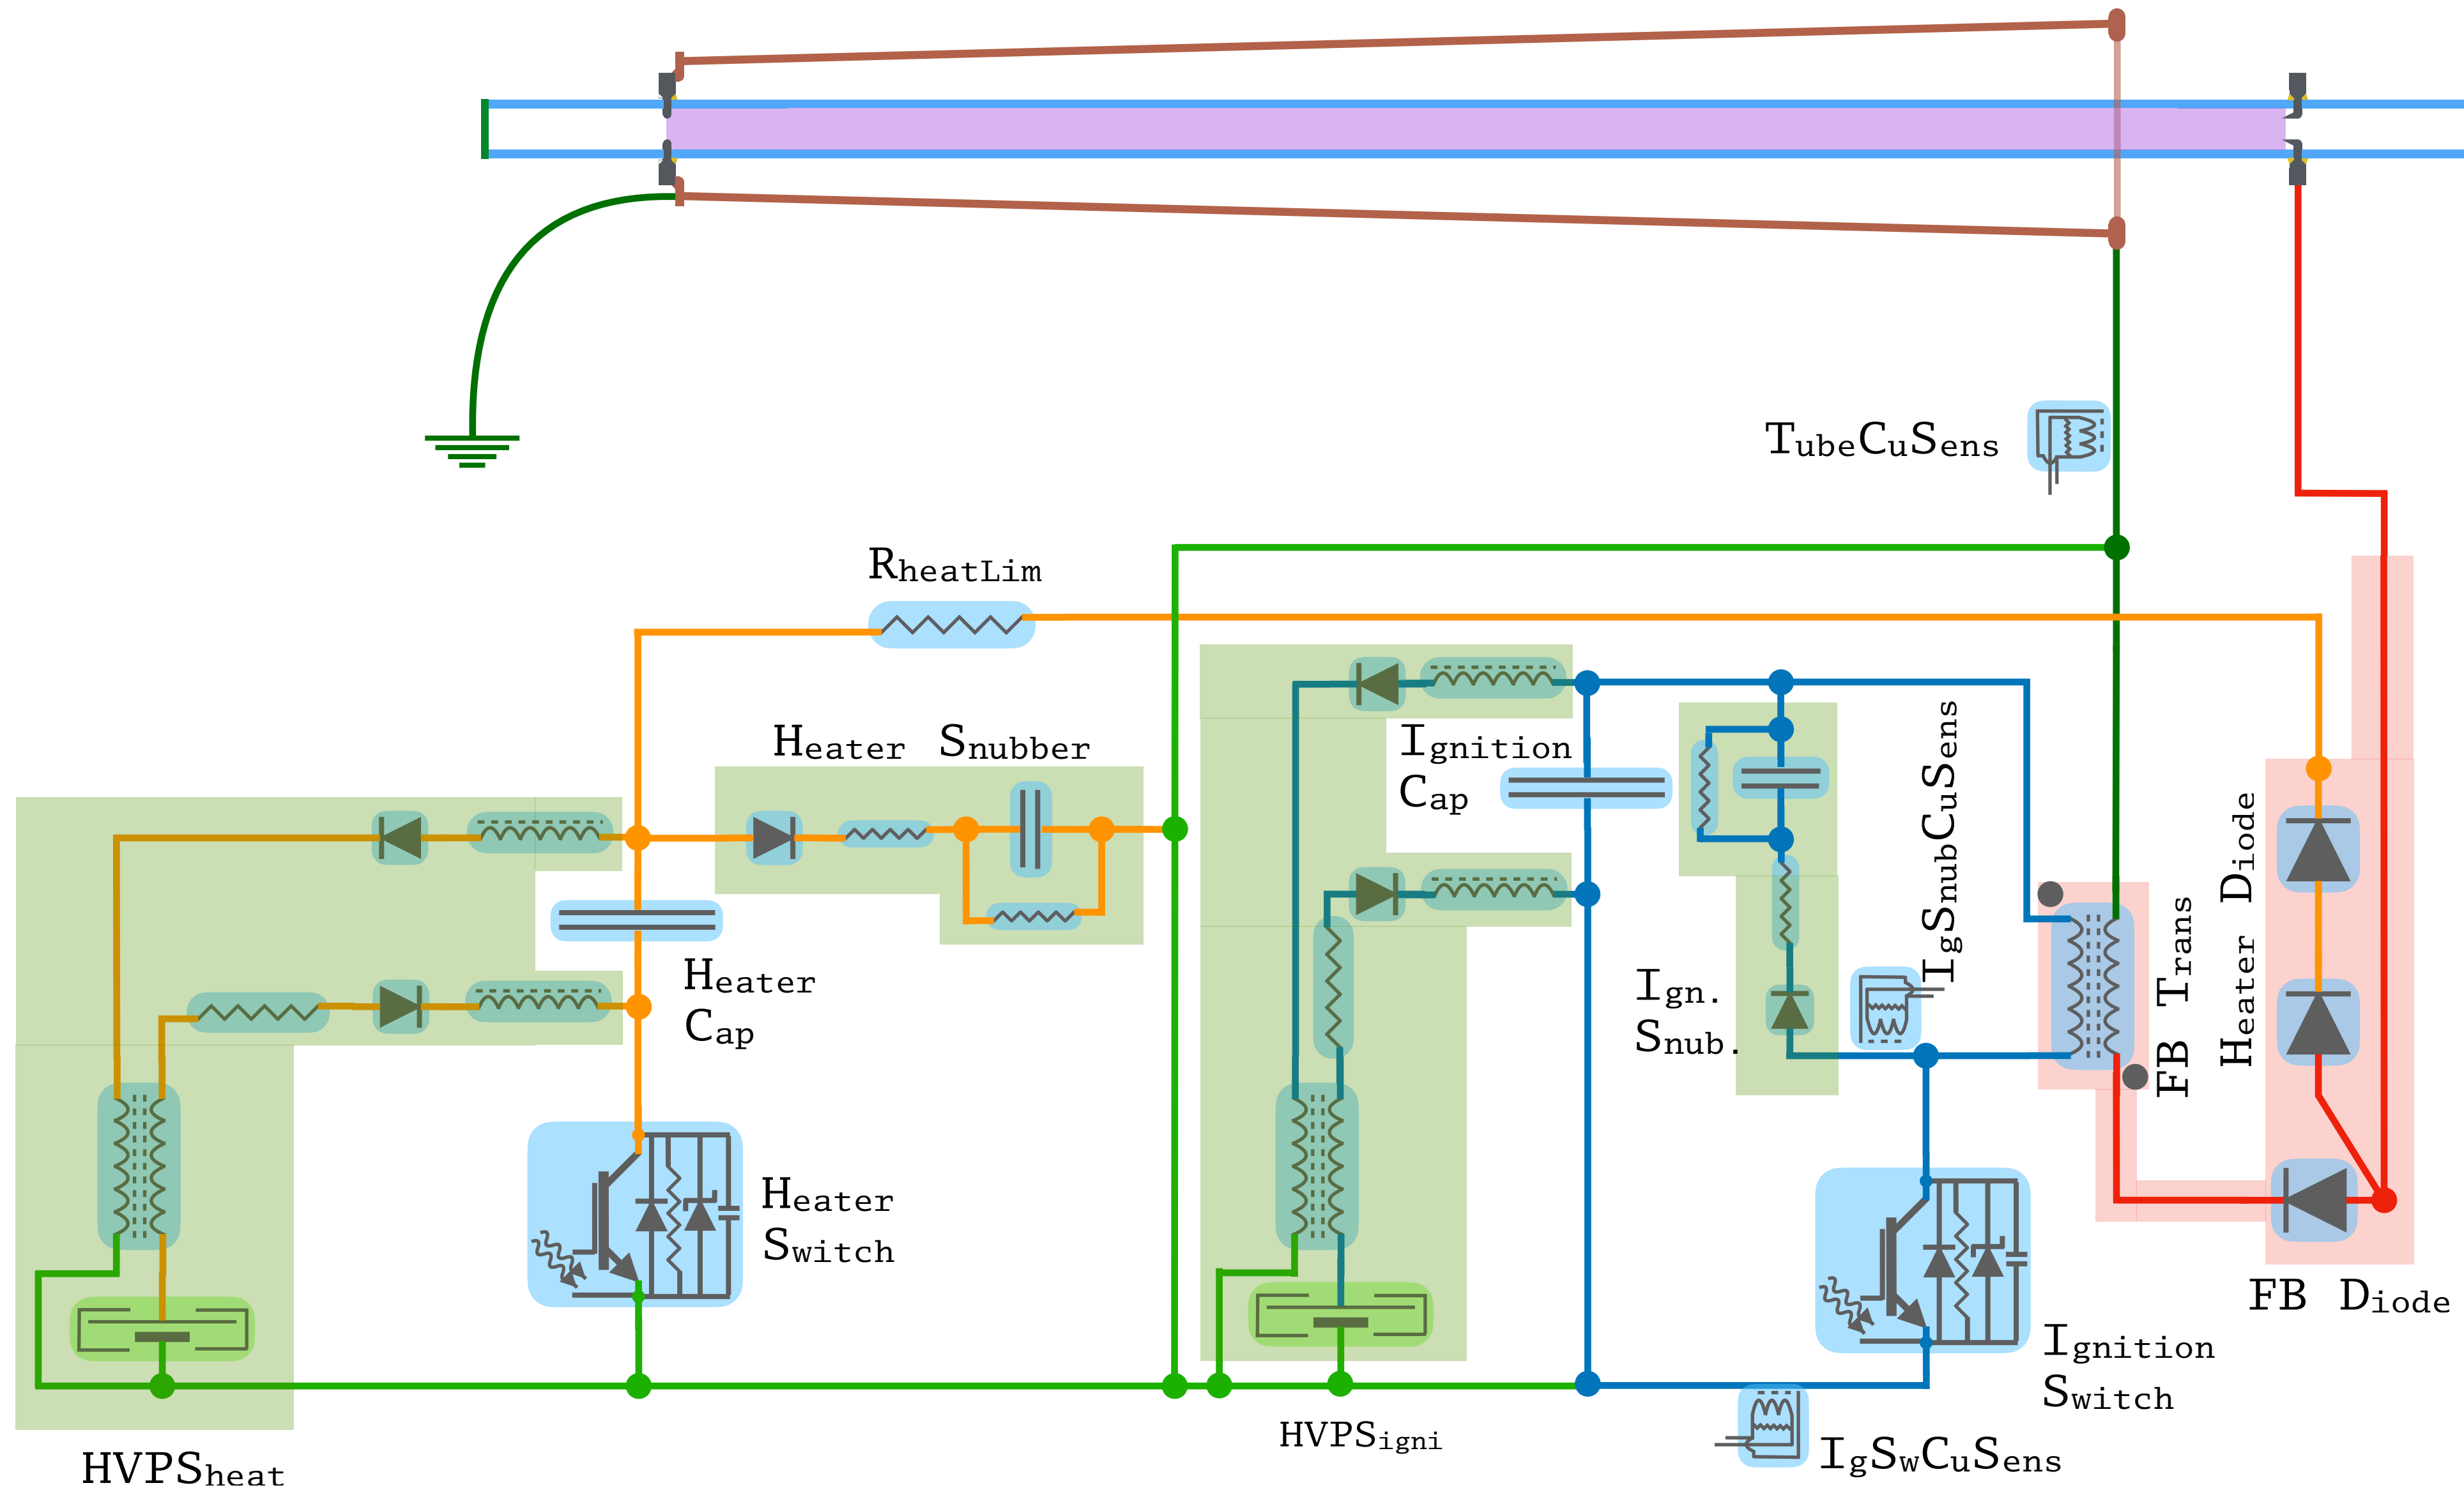 TubeCuSens
RheatLim
Heater Snubber
Ignition
Cap
IgSnubCuSens
Heater
Cap
Ign.
Snub.
FB Trans
Heater Diode
Heater
Switch
FB Diode
Ignition
Switch
HVPSigni
IgSwCuSens
HVPSheat